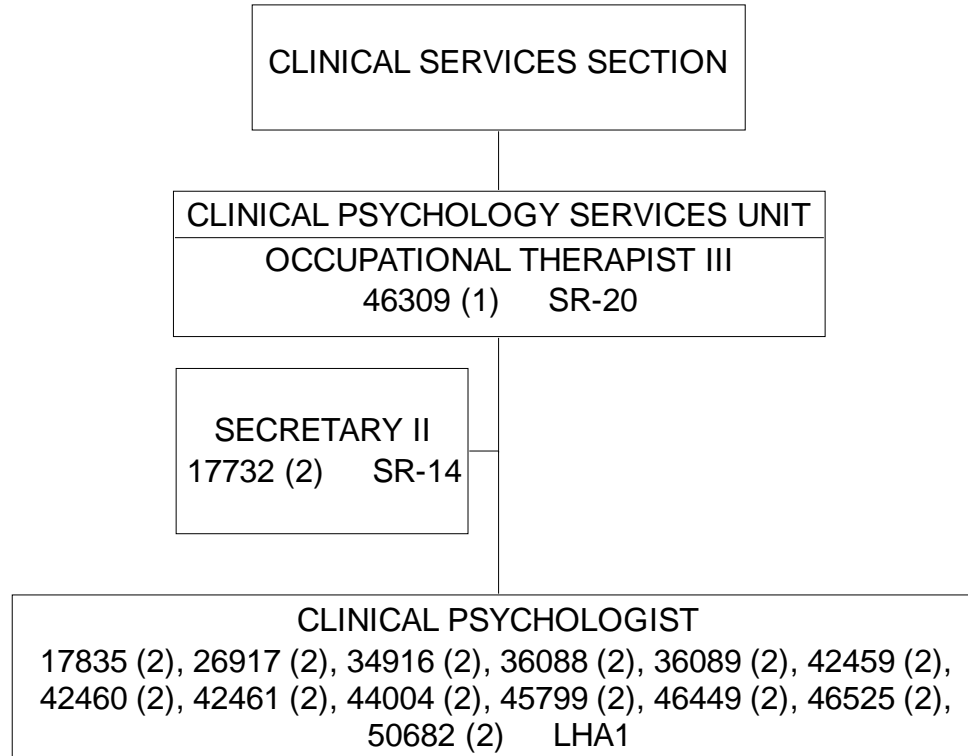 CLINICAL SERVICES SECTION
CLINICAL PSYCHOLOGY SERVICES UNIT
OCCUPATIONAL THERAPIST III
46309 (1) SR-20
SECRETARY II
17732 (2) SR-14
CLINICAL PSYCHOLOGIST
17835 (2), 26917 (2), 34916 (2), 36088 (2), 36089 (2), 42459 (2),
42460 (2), 42461 (2), 44004 (2), 45799 (2), 46449 (2), 46525 (2),
50682 (2) LHA1